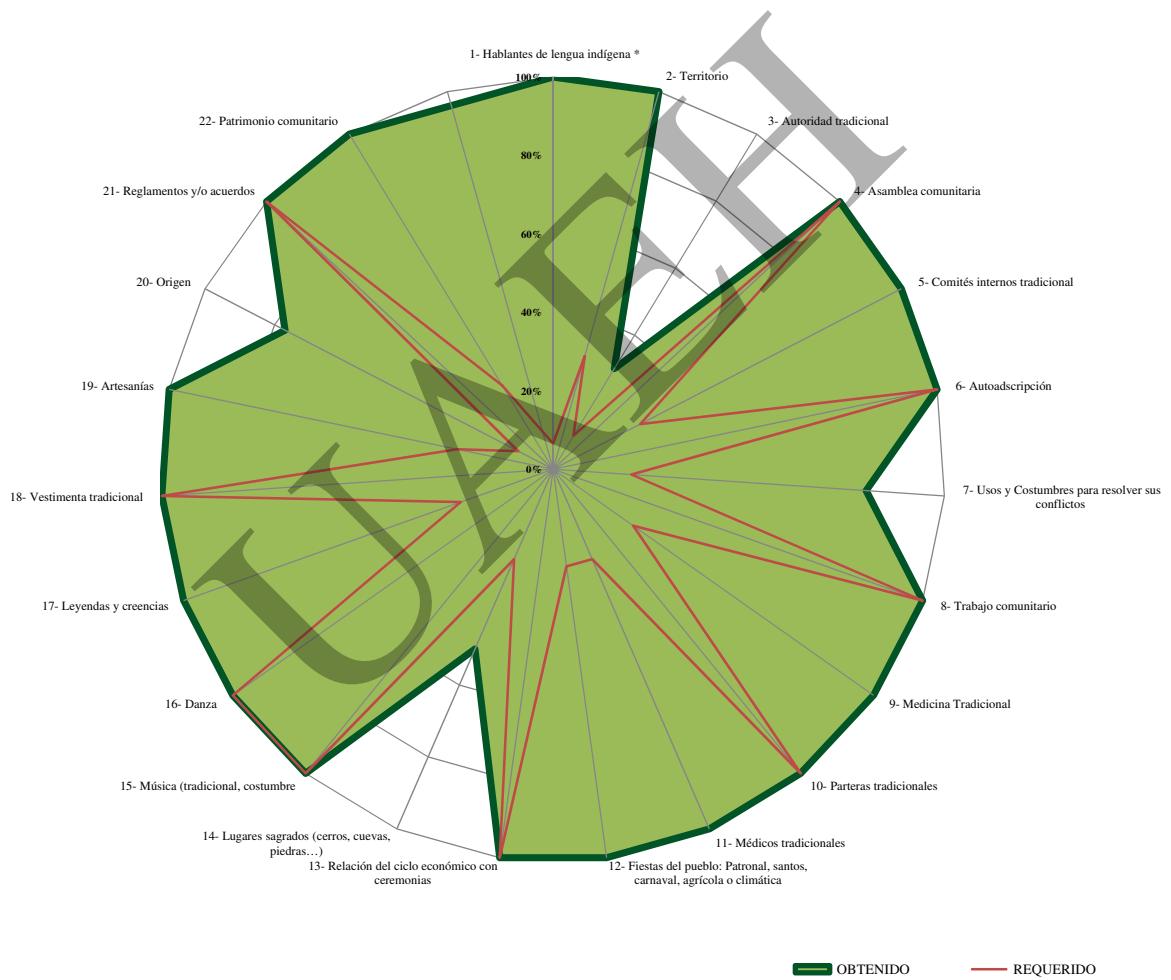 1- Hablantes de lengua indígena *
100%
2- Territorio
22- Patrimonio comunitario
3- Autoridad tradicional
80%
21- Reglamentos y/o acuerdos
4- Asamblea comunitaria
60%
20- Origen
5- Comités internos tradicional
40%
19- Artesanías
6- Autoadscripción
20%
0%
18- Vestimenta tradicional
7- Usos y Costumbres para resolver sus
conflictos
17- Leyendas y creencias
8- Trabajo comunitario
16- Danza
9- Medicina Tradicional
15- Música (tradicional, costumbre
10- Parteras tradicionales
14- Lugares sagrados (cerros, cuevas,
piedras…)
11- Médicos tradicionales
13- Relación del ciclo económico con
ceremonias
12- Fiestas del pueblo: Patronal, santos,
carnaval, agrícola o climática
OBTENIDO
REQUERIDO
UAEH